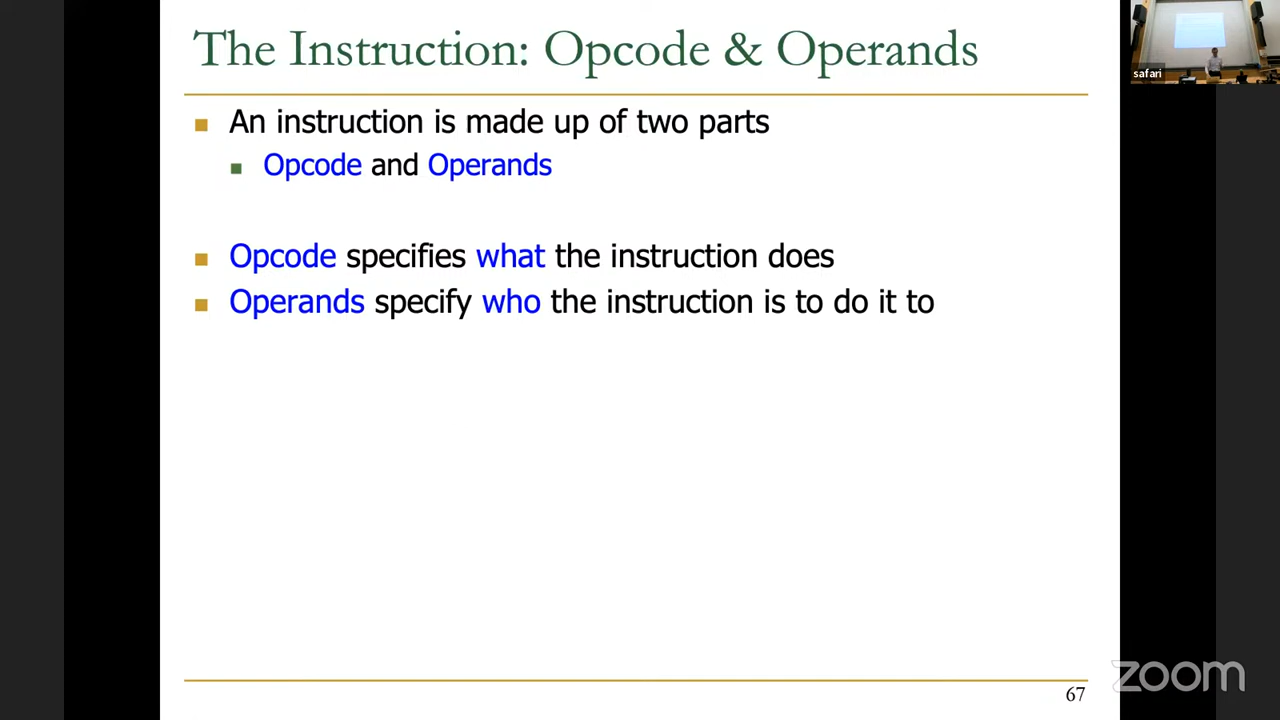 The Instruction: Opcode & Operands
An instruction is made up of two parts
Opcode and Operands
Opcode specifies what the instruction does
Operands specify who the instruction is to do it to
67
safari
zoom